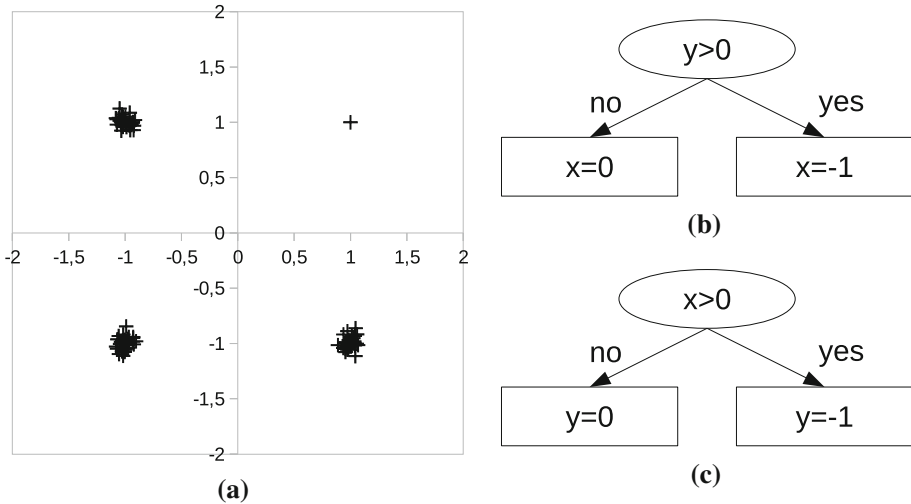 2
1,5
1
0,5
0
-2 -1,5 -1 -0,5 0 0,5 1 1,5 2
-0,5
-1
-1,5
-2
(a)
y>0
no yes
x=0 x=-1
(b)
x>0
no yes
y=0 y=-1
(c)